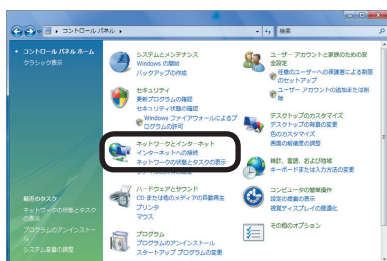 コントロール パネル
検索
コントロール パネル ホーム
クラシック表示
システムとメンテナンス
Windows の開始
バックアップの作成
セキュリティ
更新プログラムの確認
セキュリティ状態の確認
Windows ファイアウォールによるプ
ログラムの許可
ネットワークとインターネット
インターネットへの接続
ネットワークの状態とタスクの表示
ハードウェアとサウンド
CD または他のメディアの自動再生
プリンタ
マウス
プログラム
プログラムのアンインストール
スタートアップ プログラムの変更
ユーザー アカウントと家族のための安
全設定
任意のユーザーへの保護者による制限
のセットアップ
ユーザー アカウントの追加または削
除
デスクトップのカスタマイズ
デスクトップの背景の変更
色のカスタマイズ
画面の解像度の調整
時計、言語、および地域
キーボードまたは入力方法の変更
コンピュータの簡単操作
設定の提案の表示
視覚ディスプレイの最適化
その他のオプション
最近のタスク
ネットワークの状態とタスク
の表示
プログラムのアンインストー
ル
システム音量の調整